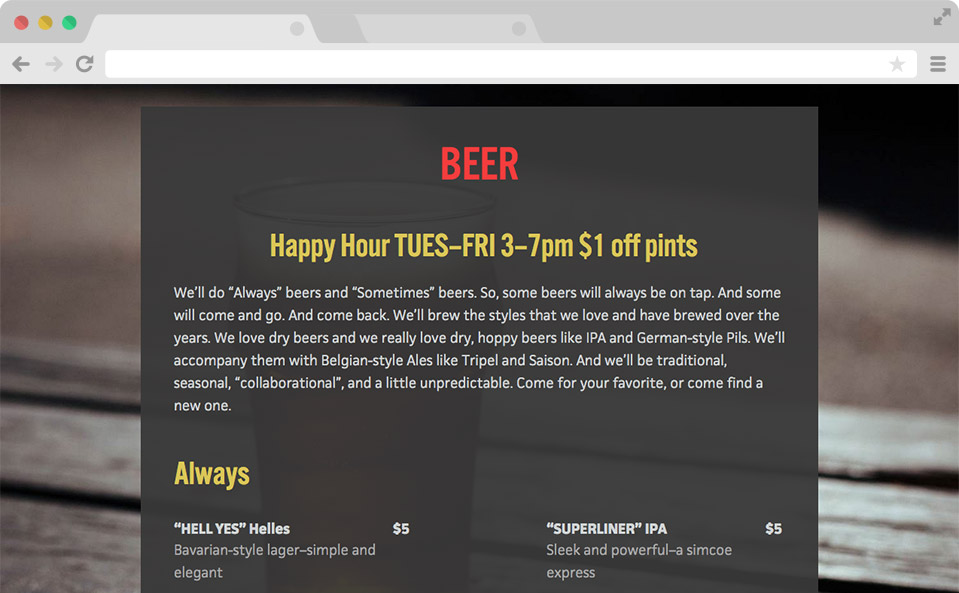 BEER
Happy Hour TUES–FRI 3–7pm $1 off pints
We’ll do “Always” beers and “Sometimes” beers. So, some beers will always be on tap. And some
will come and go. And come back. We’ll brew the styles that we love and have brewed over the
years. We love dry beers and we really love dry, hoppy beers like IPA and German-style Pils. We’ll
accompany them with Belgian-style Ales like Tripel and Saison. And we’ll be traditional,
seasonal, “collaborational”, and a little unpredictable. Come for your favorite, or come find a
new one.
Always
“HELL YES” Helles $5
Bavarian-style lager–simple and
elegant
“SUPERLINER” IPA $5
Sleek and powerful–a simcoe
express